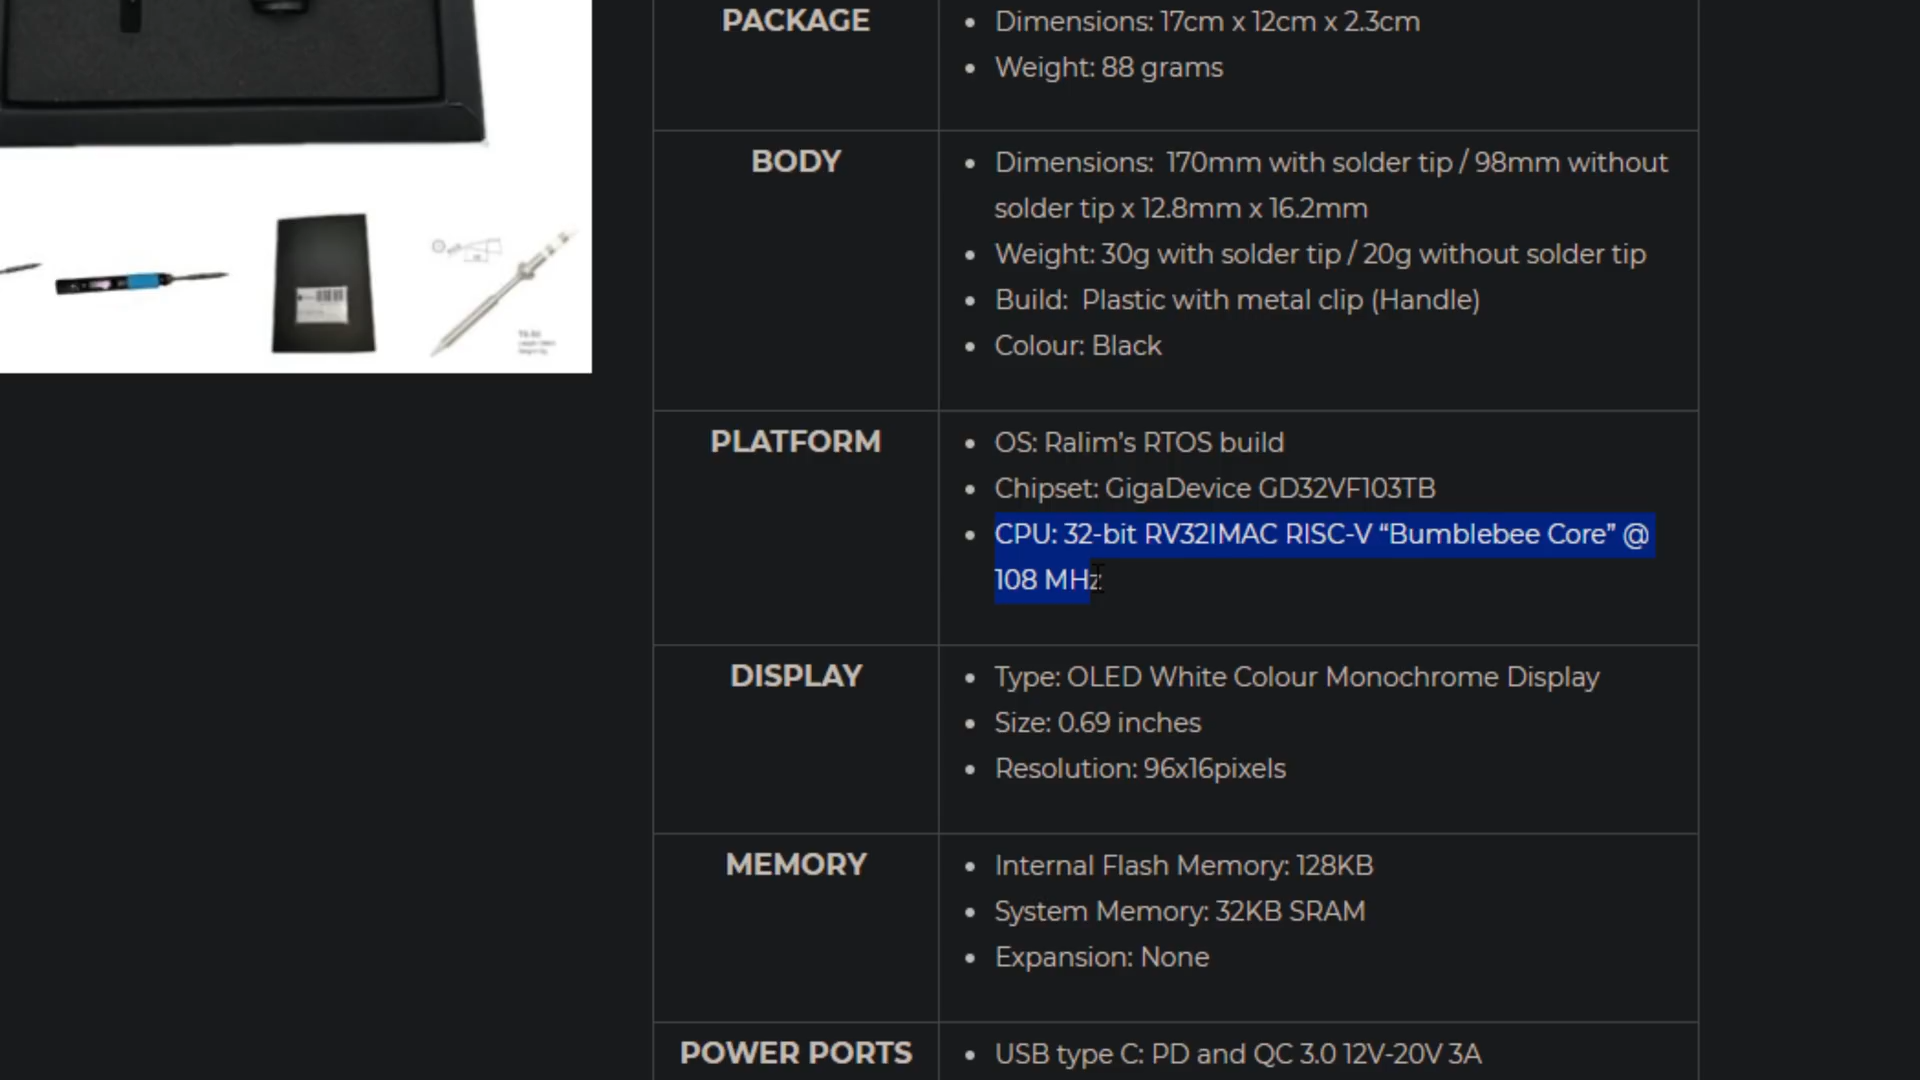 PACKAGE
Dimensions: 17cm x 12cm x 2.3cm
Weight: 88 grams
BODY
Dimensions:  170mm with solder tip / 98mm without
solder tip x 12.8mm x 16.2mm
Weight: 30g with solder tip / 20g without solder tip
Build:  Plastic with metal clip (Handle)
Colour: Black
PLATFORM
OS: Ralim’s RTOS build
Chipset: GigaDevice GD32VF103TB
CPU: 32-bit RV32IMAC RISC-V “Bumblebee Core” @
108 MHz
DISPLAY
Type: OLED White Colour Monochrome Display
Size: 0.69 inches
Resolution: 96x16pixels
MEMORY
Internal Flash Memory: 128KB
System Memory: 32KB SRAM
Expansion: None
POWER PORTS
USB type C: PD and QC 3.0 12V-20V 3A